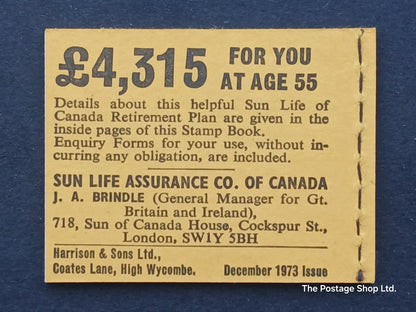 £4,315 FOR YOU
AT AGE 55
Details about this helpful Sun Life of
Canada Retirement Plan are given in the
inside pages of this Stamp Book.
Enquiry Forms for your use, without in-
curring any obligation, are included.
SUN LIFE ASSURANCE CO. OF CANADA
J. A. BRINDLE (General Manager for Gt.
Britain and Ireland),
718, Sun of Canada House, Cockspur St.,
London, SW1Y 5BH
Harrison & Sons Ltd.,
Coates Lane, High Wycombe. December 1973 Issue
The Postage Shop Ltd.